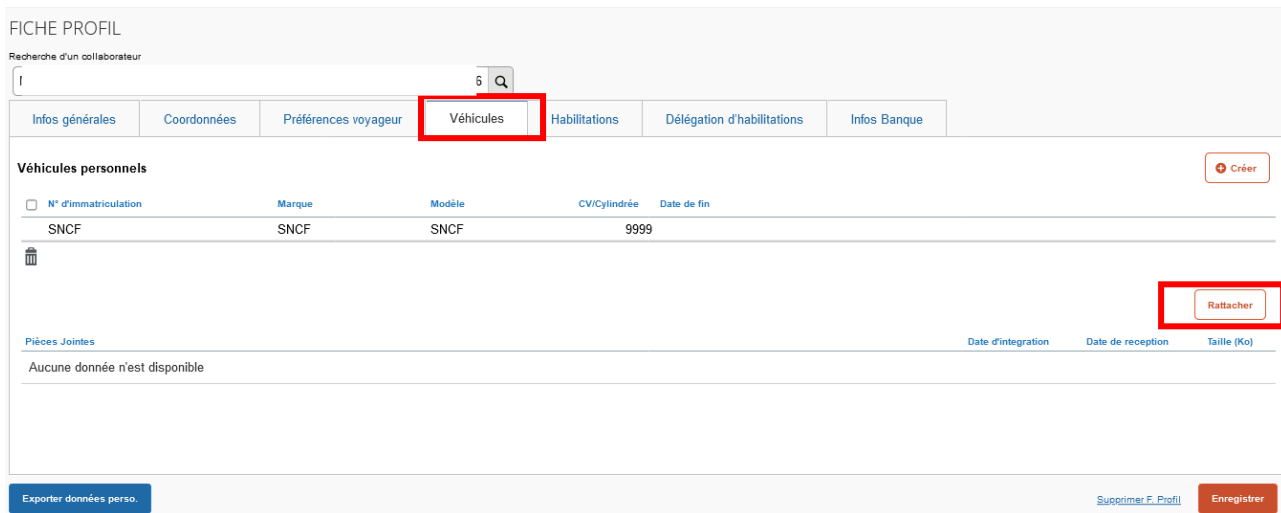 FICHE PROFIL
Recherche d'un collaborateur
6
Infos générales Coordonnées Préférences voyageur Véhicules Habilitations Délégation d'habilitations Infos Banque
Véhicules personnels
Créer
N° d'immatriculation Marque Modèle CV/Cylindrée Date de fin
SNCF SNCF SNCF 9999
Rattacher
Pièces Jointes Date d'integration Date de reception Taille (Ko)
Aucune donnée n'est disponible
Exporter données perso. Supprimer F. Profil Enregistrer